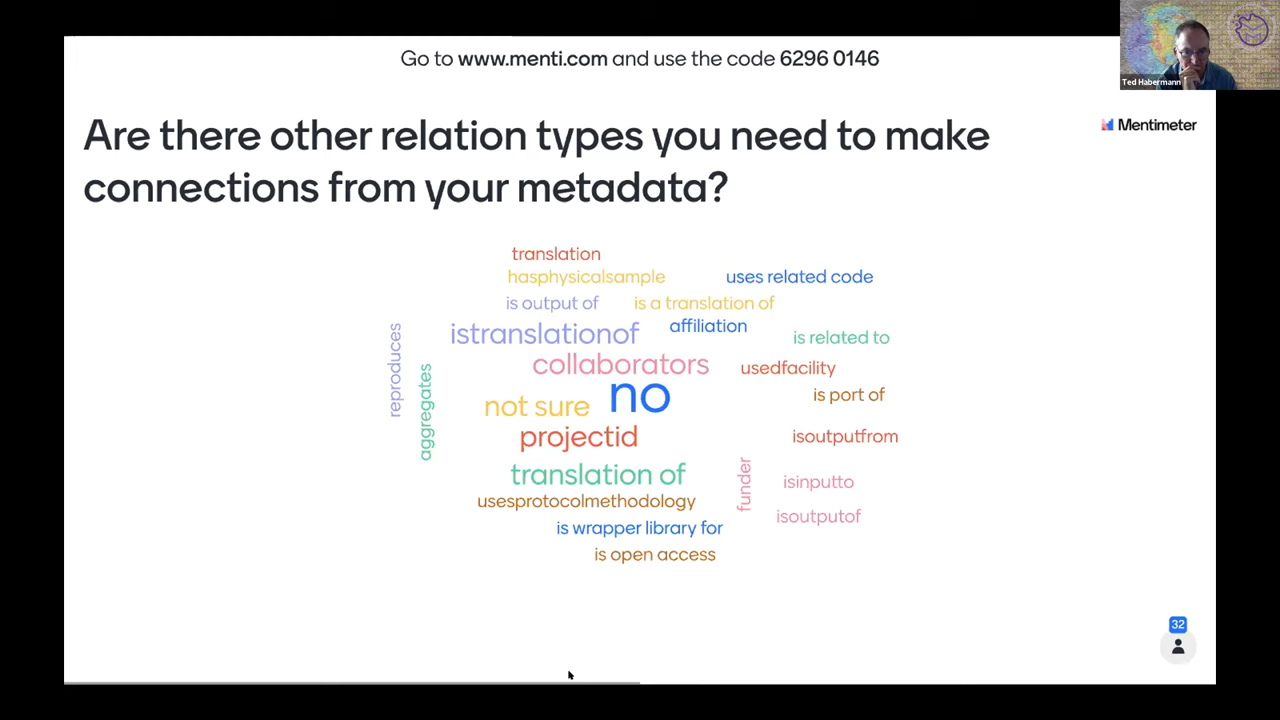 Go to www.menti.com and use the code 6296 0146
Ted Habermann
Are there other relation types you need to make
connections from your metadata?
Mentimeter
translation
hasphysicalsample
uses related code
is output of
is a translation of
istranslationof
affiliation
is related to
reproduces
aggregates
collaborators
usedfacility
no
not sure
is part of
projectid
isoutputfrom
translation of
funder
isinputto
usesprotocolmethodology
isoutputof
is wrapper library for
is open access
32